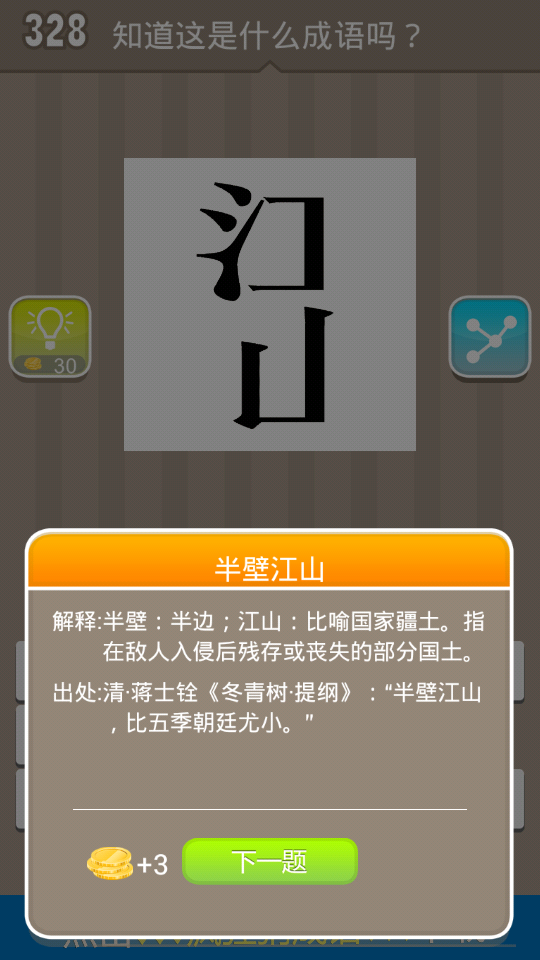 328 知道这是什么成语吗？
30
半壁江山
解释:半壁：半边；江山：比喻国家疆土。指
在敌人入侵后残存或丧失的部分国土。
出处:清·蒋士铨《冬青树·提纲》：“半壁江山
，比五季朝廷尤小。”
+3
下一题